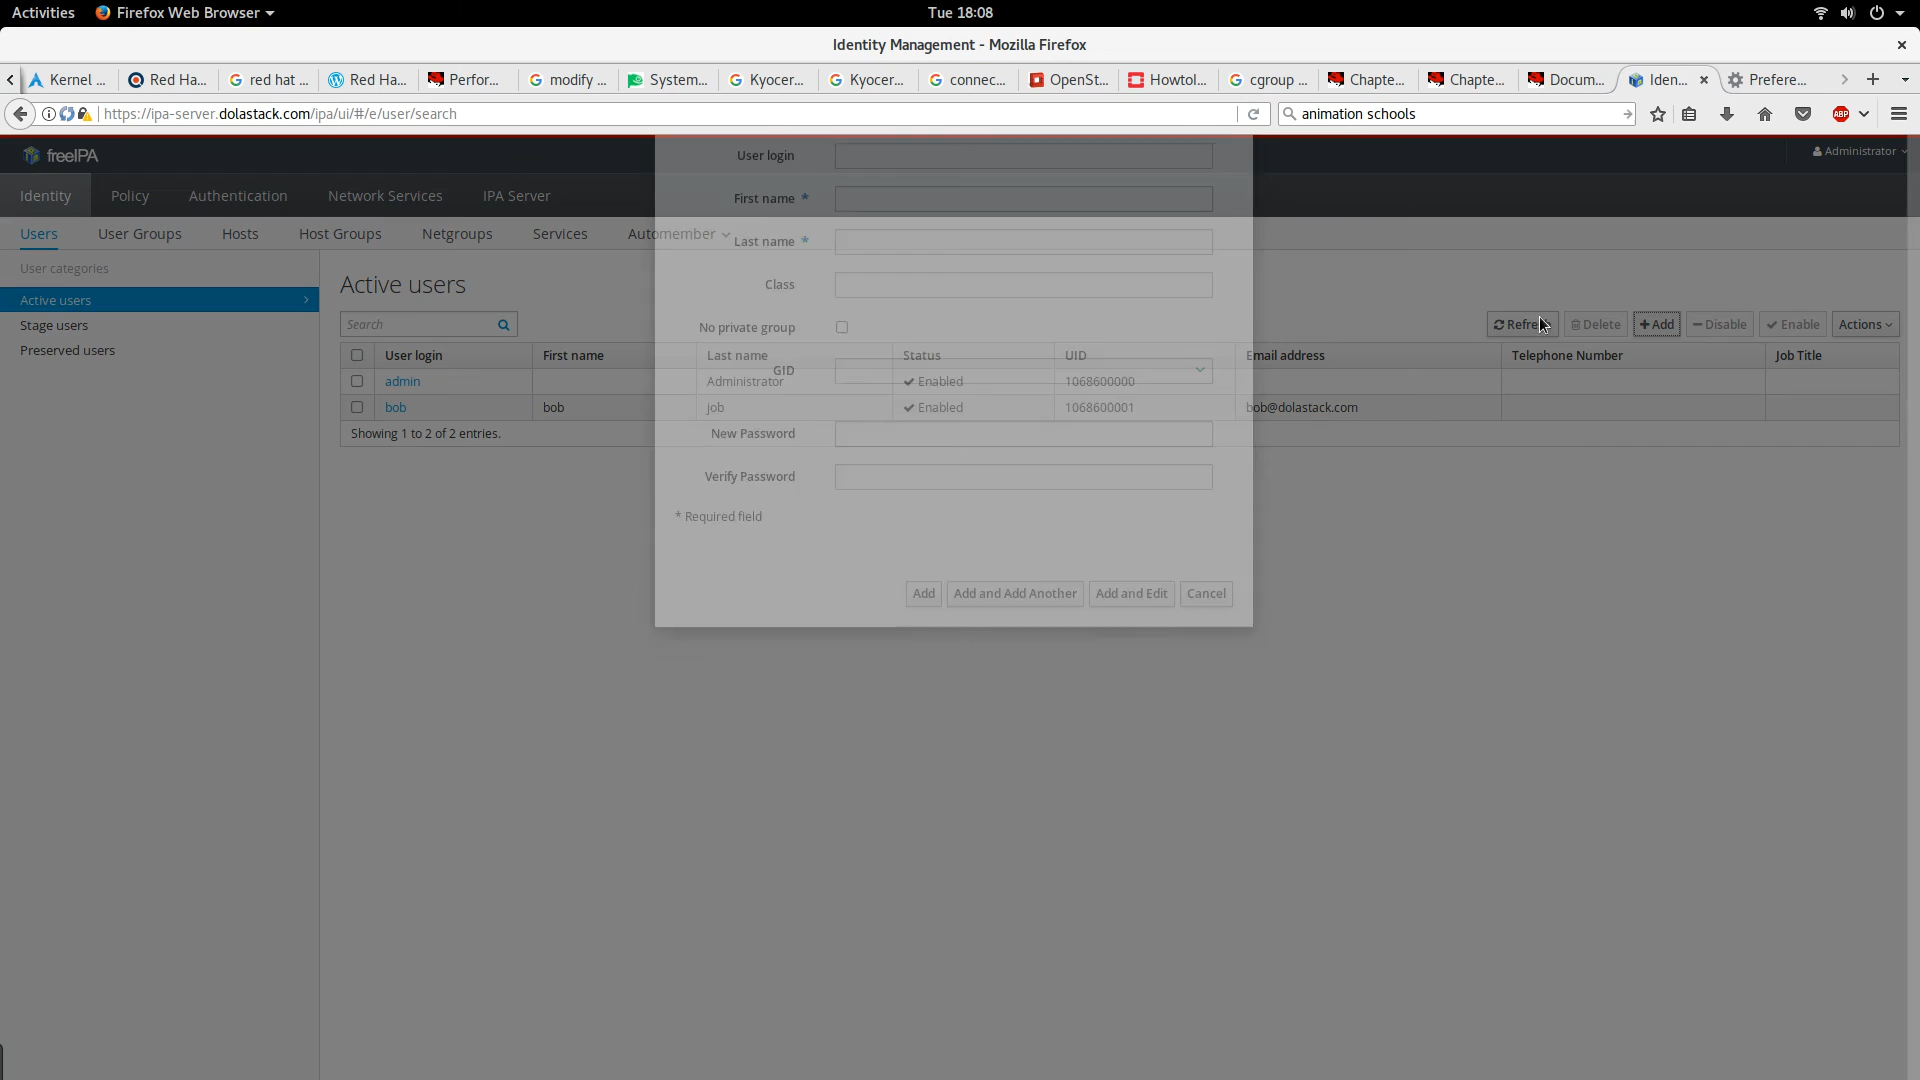 Activities Firefox Web Browser Tue 18:08
Identity Management - Mozilla Firefox
Kernel ... Red Ha... red hat ... Red Ha... Perfor... modify ... System... Kyocer... Kyocer... connec... OpenSt... Howtol... cgroup ... Chapte... Chapte... Docum... Iden... Prefere...
https://ipa-server.dolastack.com/ipa/ui/#/e/user/search animation schools ABP
freeIPA Administrator
Identity Policy Authentication Network Services IPA Server
Users User Groups Hosts Host Groups Netgroups Services Automember
User categories
Active users
Stage users
Preserved users
Active users
Search Refre Delete Add Disable Enable Actions
User login First name Last name Status UID Email address Telephone Number Job Title
admin Administrator Enabled 1068600000
bob bob job Enabled 1068600001 bob@dolastack.com
Showing 1 to 2 of 2 entries.
User login
First name *
Last name *
Class
No private group
GID
New Password
Verify Password
* Required field
Add Add and Add Another Add and Edit Cancel